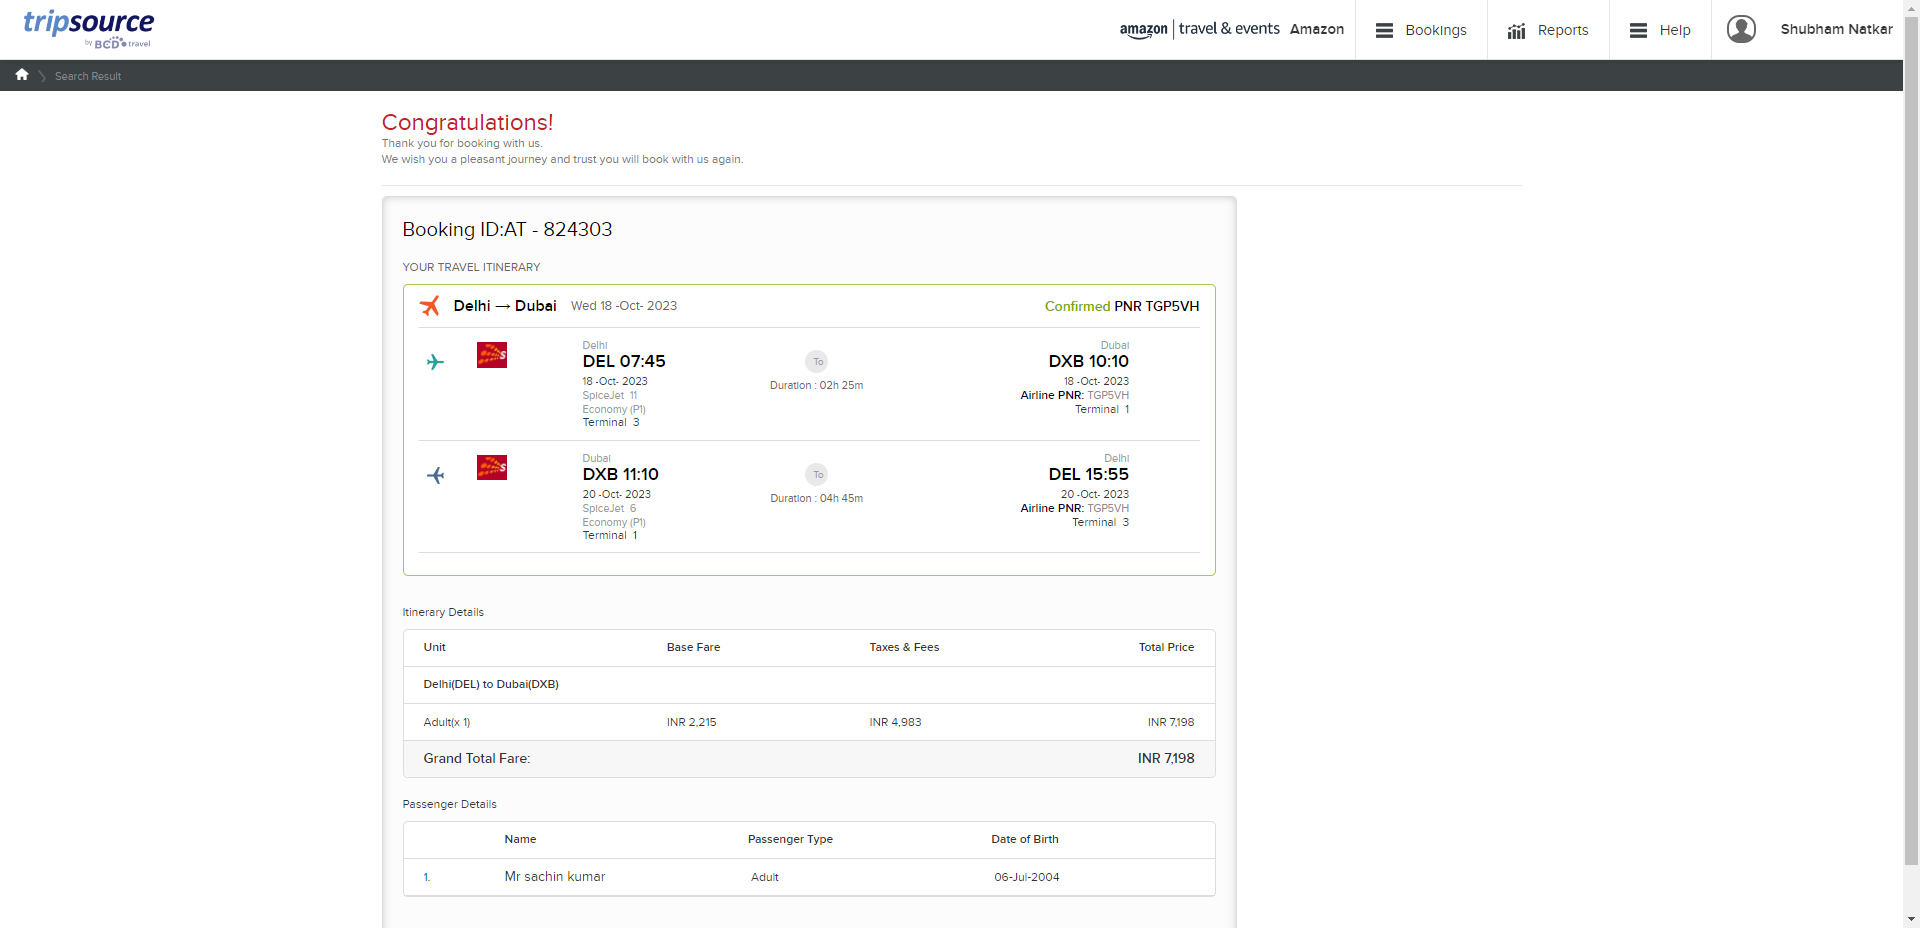 tripsource
by BCD travel
amazon | travel & events Amazon
Bookings
Reports
Help
Shubham Natkar
Search Result
Congratulations!
Thank you for booking with us.
We wish you a pleasant journey and trust you will book with us again.
Booking ID:AT - 824303
YOUR TRAVEL ITINERARY
Delhi → Dubai Wed 18 -Oct- 2023 Confirmed PNR TGP5VH
Delhi
DEL 07:45
18 -Oct- 2023
SpiceJet 11
Economy (P1)
Terminal 3
To
Duration : 02h 25m
Dubai
DXB 10:10
18 -Oct- 2023
Airline PNR: TGP5VH
Terminal 1
Dubai
DXB 11:10
20 -Oct- 2023
SpiceJet 6
Economy (P1)
Terminal 1
To
Duration : 04h 45m
Delhi
DEL 15:55
20 -Oct- 2023
Airline PNR: TGP5VH
Terminal 3
Itinerary Details
Unit Base Fare Taxes & Fees Total Price
Delhi(DEL) to Dubai(DXB)
Adult(x 1) INR 2,215 INR 4,983 INR 7,198
Grand Total Fare: INR 7,198
Passenger Details
Name Passenger Type Date of Birth
1. Mr sachin kumar Adult 06-Jul-2004